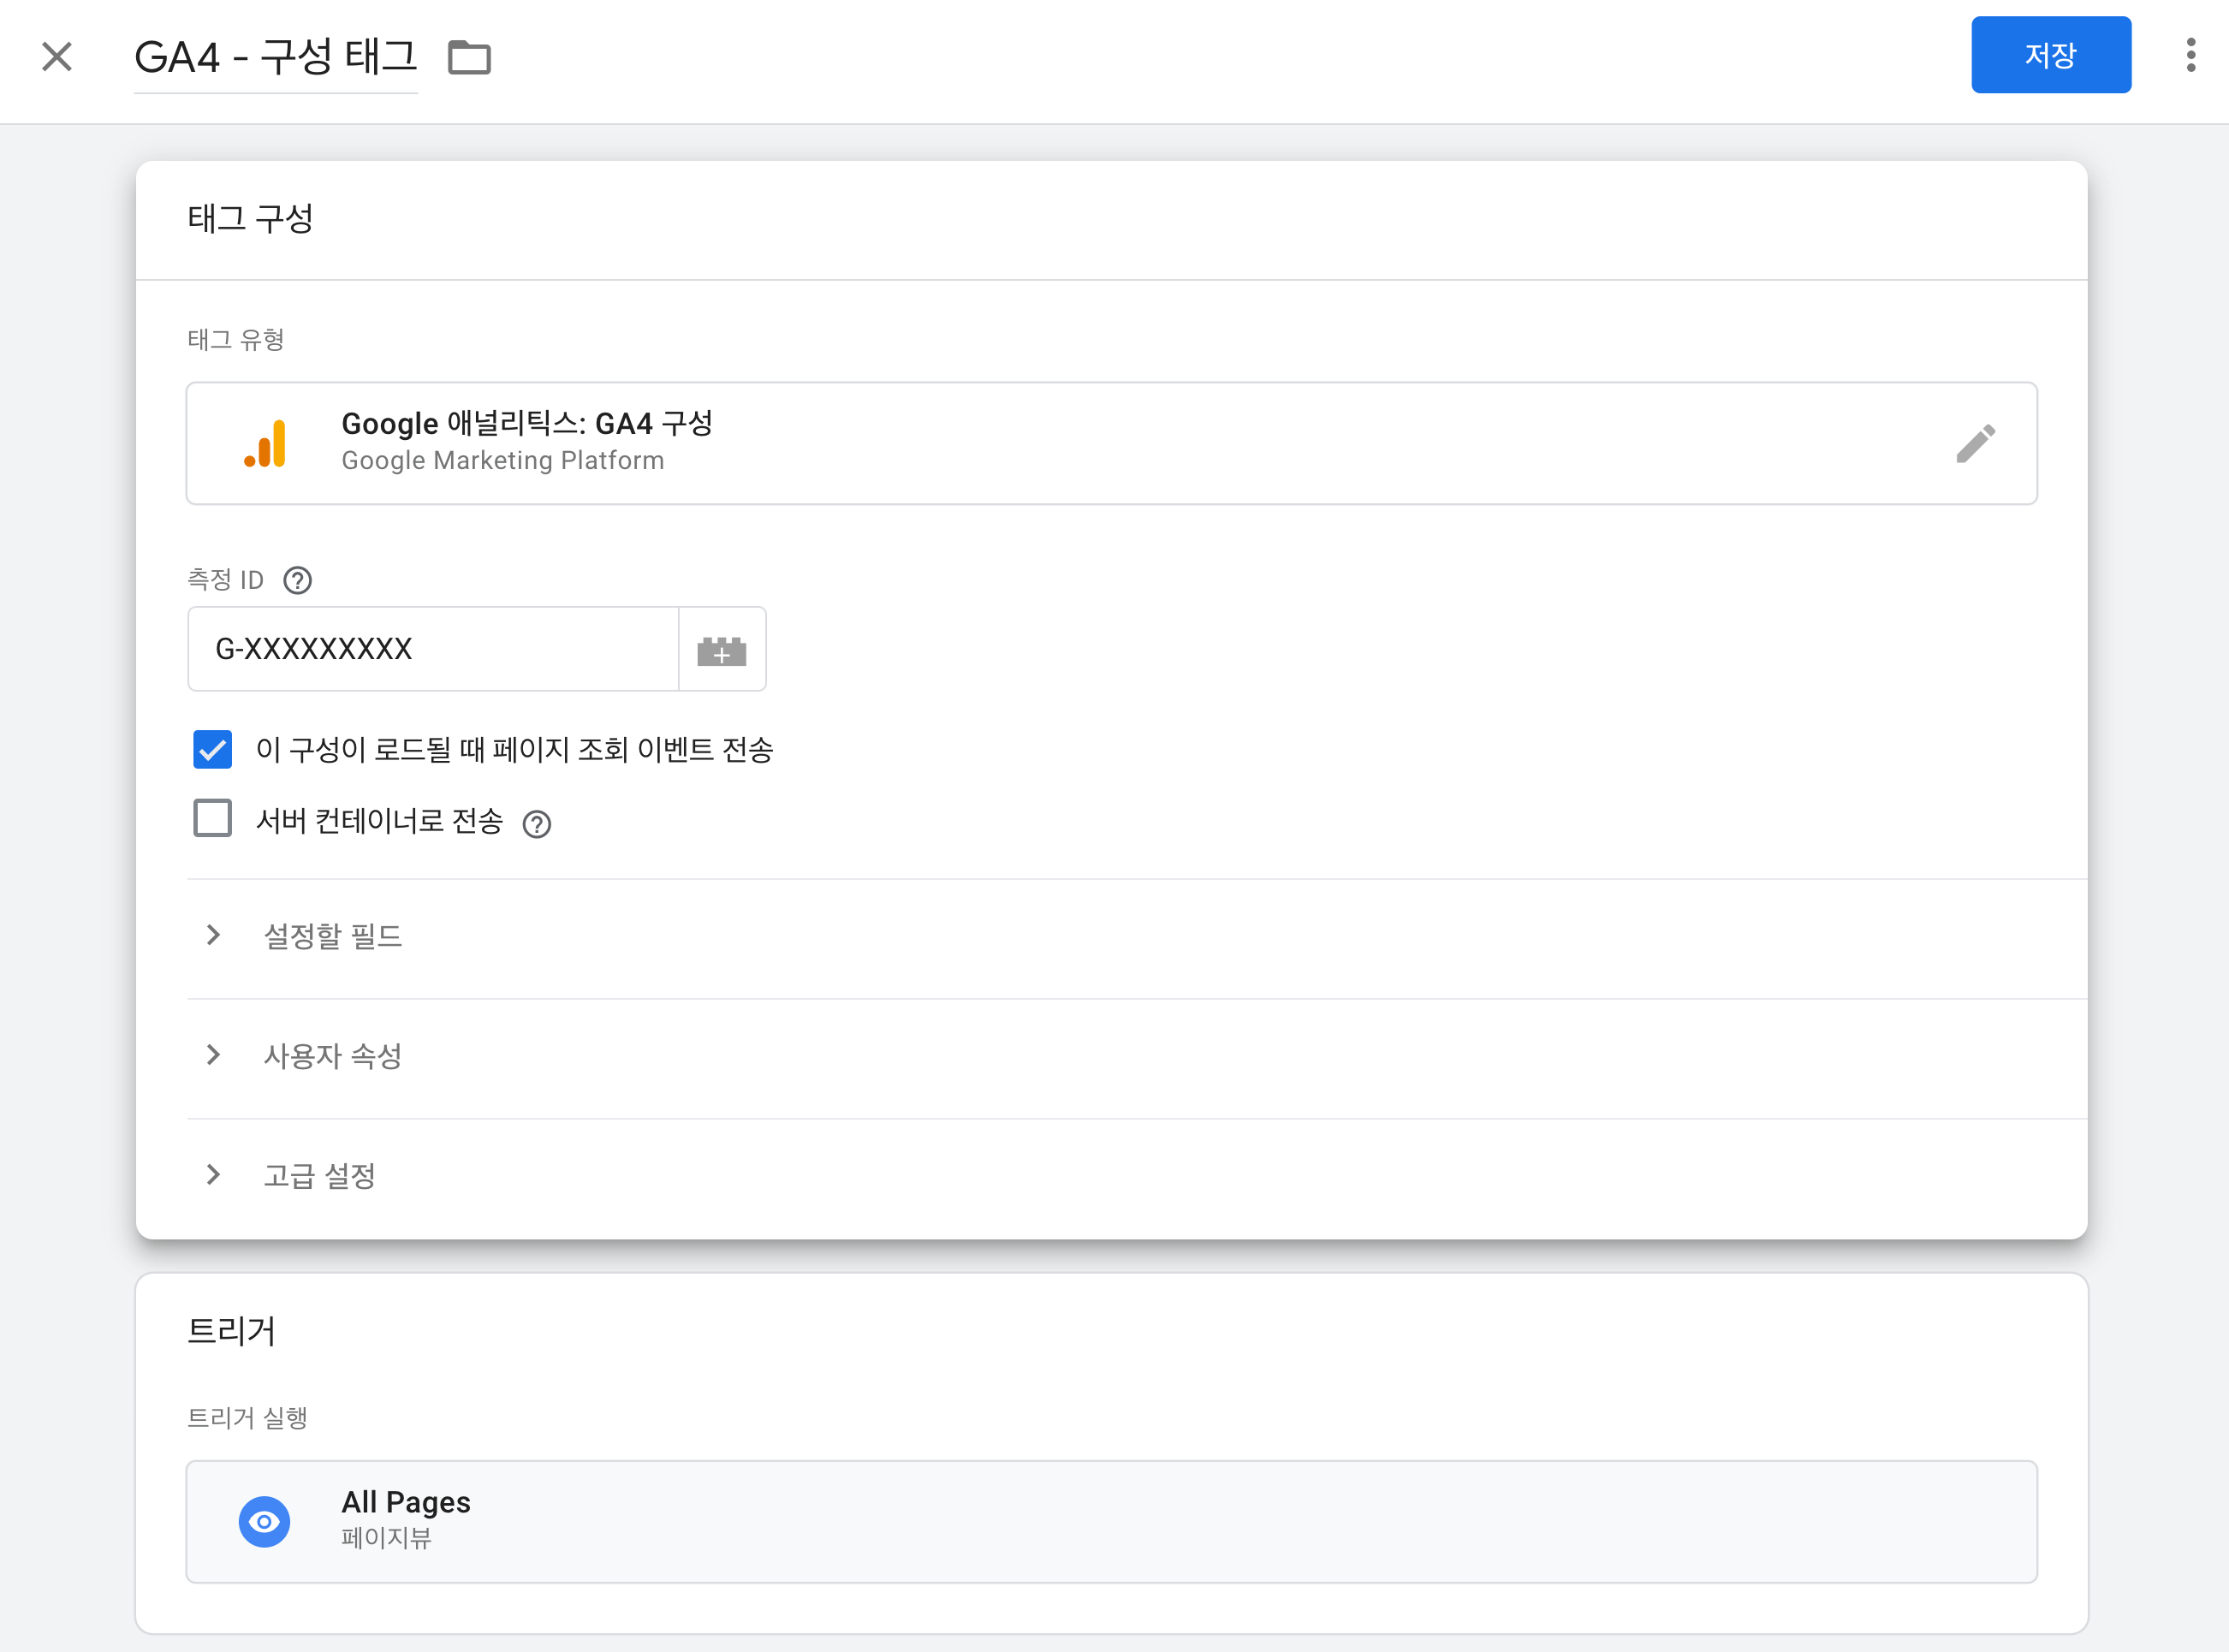 GA4 - 구성 태그
저장
태그 구성
태그 유형
Google 애널리틱스: GA4 구성
Google Marketing Platform
측정 ID
G-XXXXXXXXX
이 구성이 로드될 때 페이지 조회 이벤트 전송
서버 컨테이너로 전송
설정할 필드
사용자 속성
고급 설정
트리거
트리거 실행
All Pages
페이지뷰